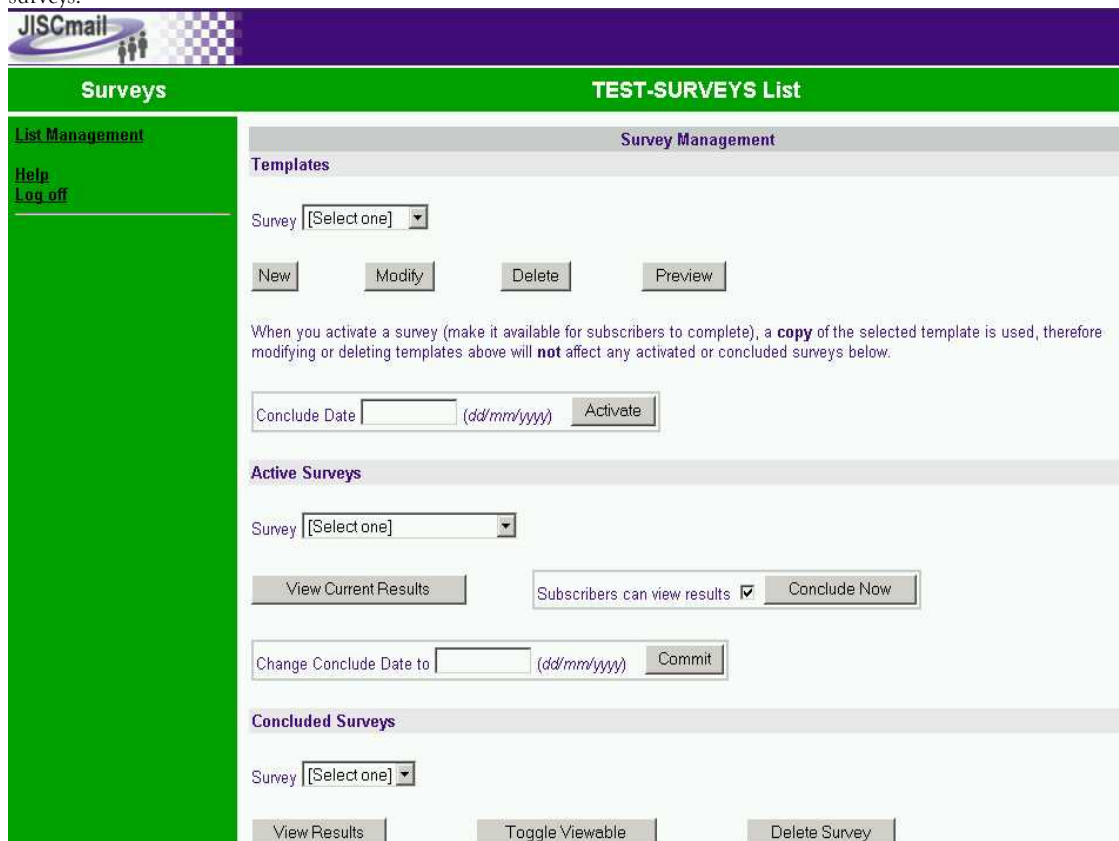 surveys.
JISCmail
Surveys
TEST-SURVEYS List
List Management
Help
Log off
Survey Management
Templates
Survey [Select one]
New Modify Delete Preview
When you activate a survey (make it available for subscribers to complete), a copy of the selected template is used, therefore
modifying or deleting templates above will not affect any activated or concluded surveys below.
Conclude Date (dd/mm/yyyy) Activate
Active Surveys
Survey [Select one]
View Current Results Subscribers can view results Conclude Now
Change Conclude Date to (dd/mm/yyyy) Commit
Concluded Surveys
Survey [Select one]
View Results Toggle Viewable Delete Survey